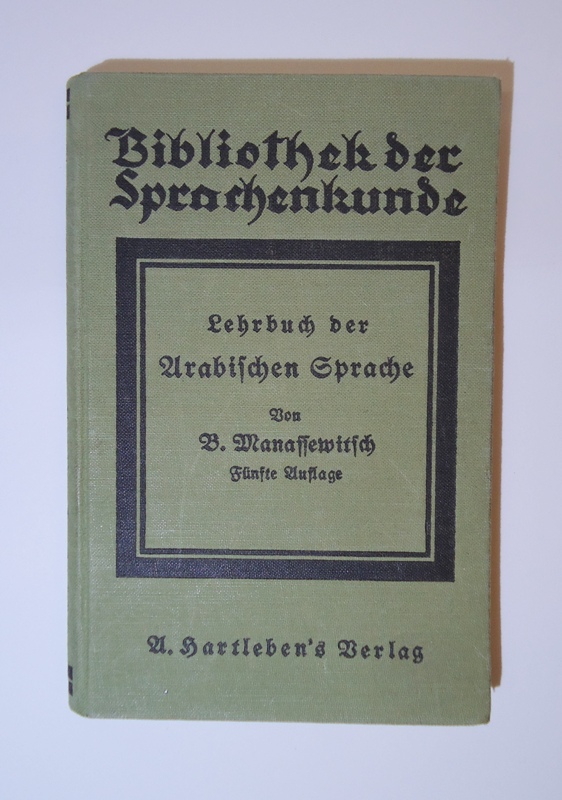 Bibliothek der
Sprachenkunde
Lehrbuch der
Arabischen Sprache
Von
B. Manassewitsch
Fünfte Auflage
A. Hartleben's Verlag